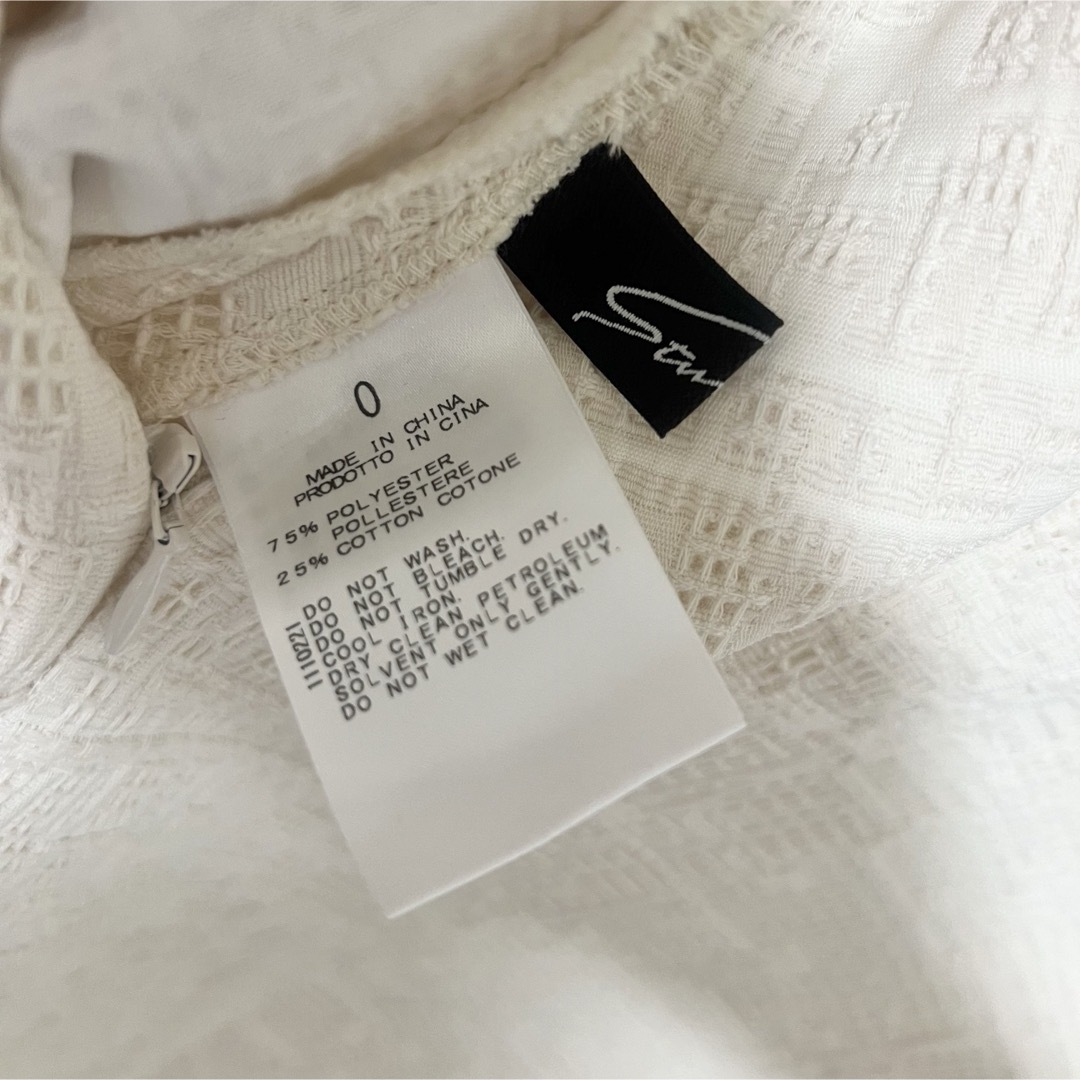 0
MADE IN CHINA
PRODOTTO IN CINA
75% POLYESTER
POLLESTERE
25% COTTON COTONE
DO NOT WASH.
DO NOT BLEACH.
DO NOT TUMBLE DRY.
COOL IRON.
DRY CLEAN PETROLEUM
SOLVENT ONLY GENTLY.
DO NOT WET CLEAN.
1110221